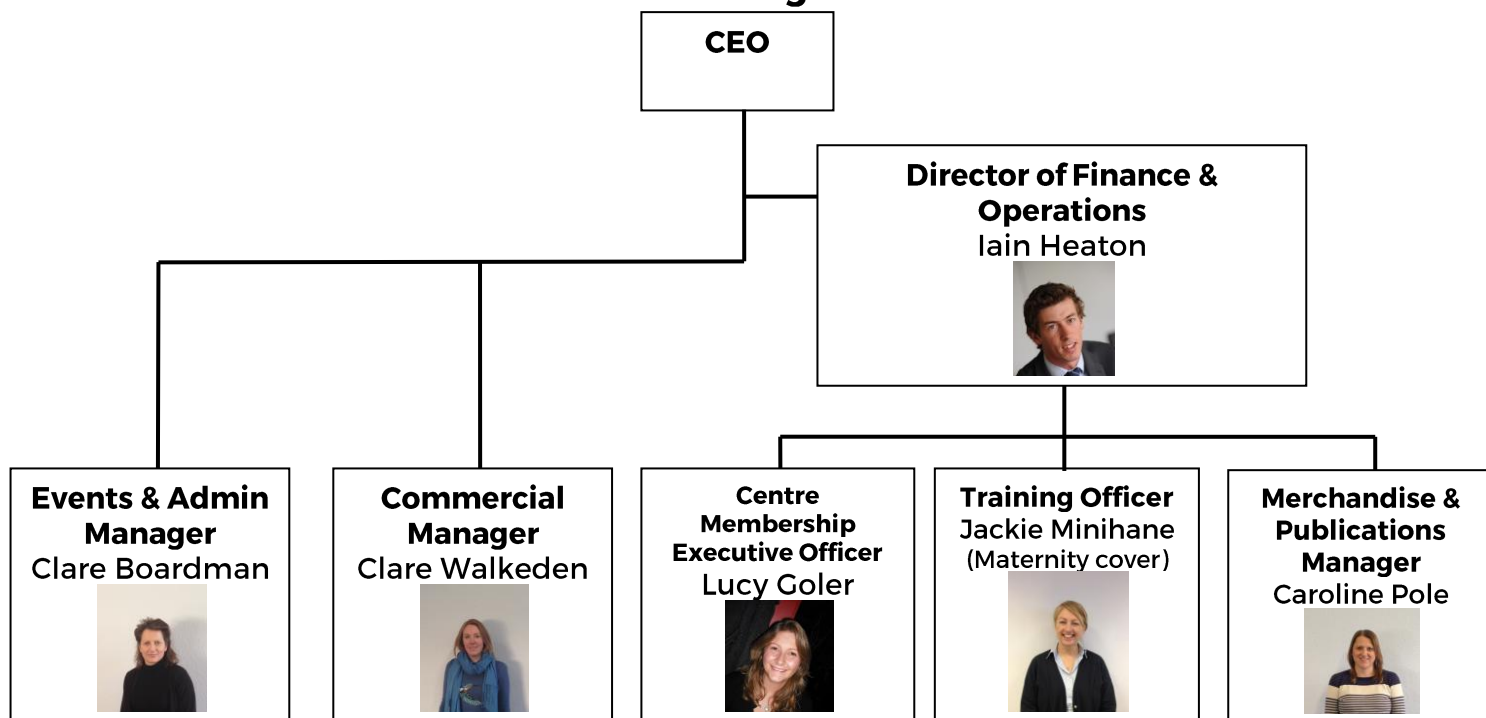 CEO
Director of Finance &
Operations
Iain Heaton
Events & Admin
Manager
Clare Boardman
Commercial
Manager
Clare Walkeden
Centre
Membership
Executive Officer
Lucy Goler
Training Officer
Jackie Minihane
(Maternity cover)
Merchandise &
Publications
Manager
Caroline Pole